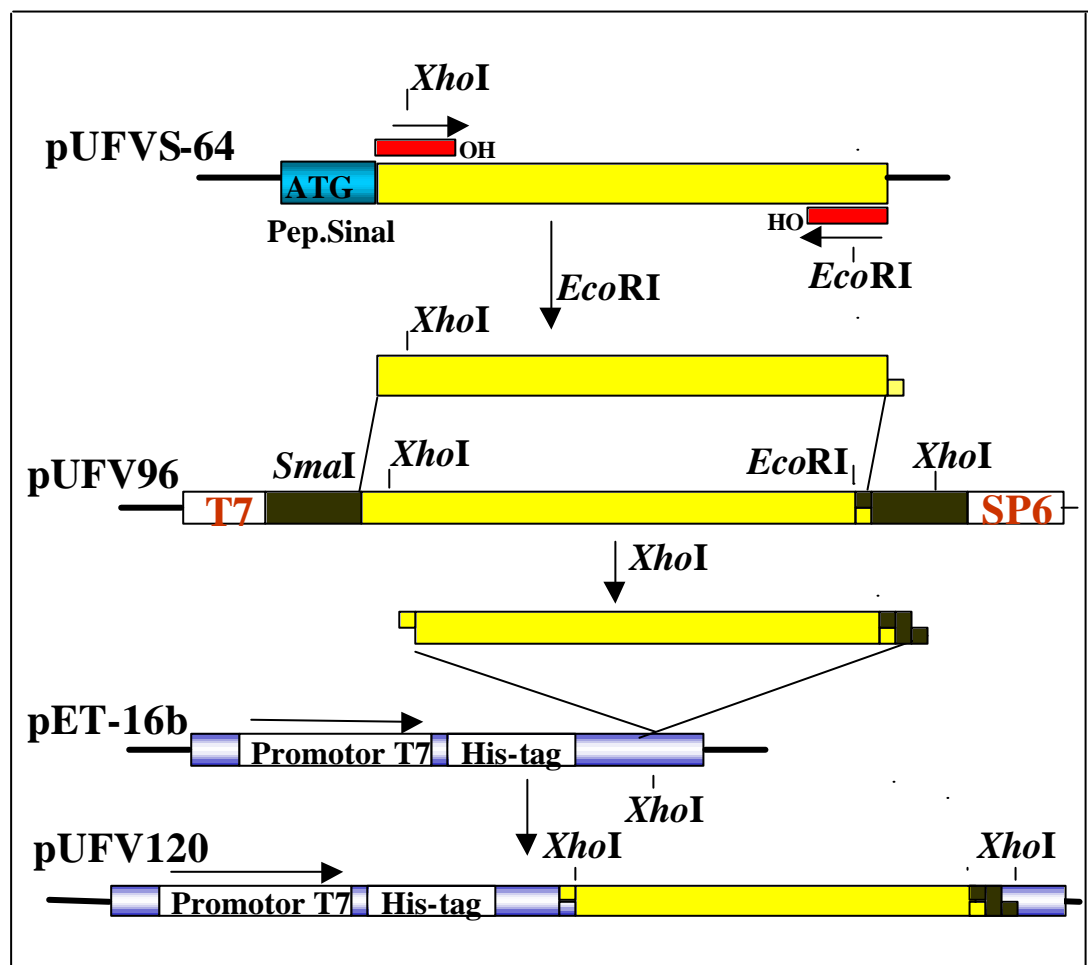 XhoI
pUFVS-64
OH
ATG
Pep.Sinal
HO
EcoRI
EcoRI
XhoI
pUFV96
SmaI
XhoI
EcoRI
XhoI
T7
SP6
XhoI
pET-16b
Promotor T7
His-tag
XhoI
pUFV120
XhoI
XhoI
Promotor T7
His-tag